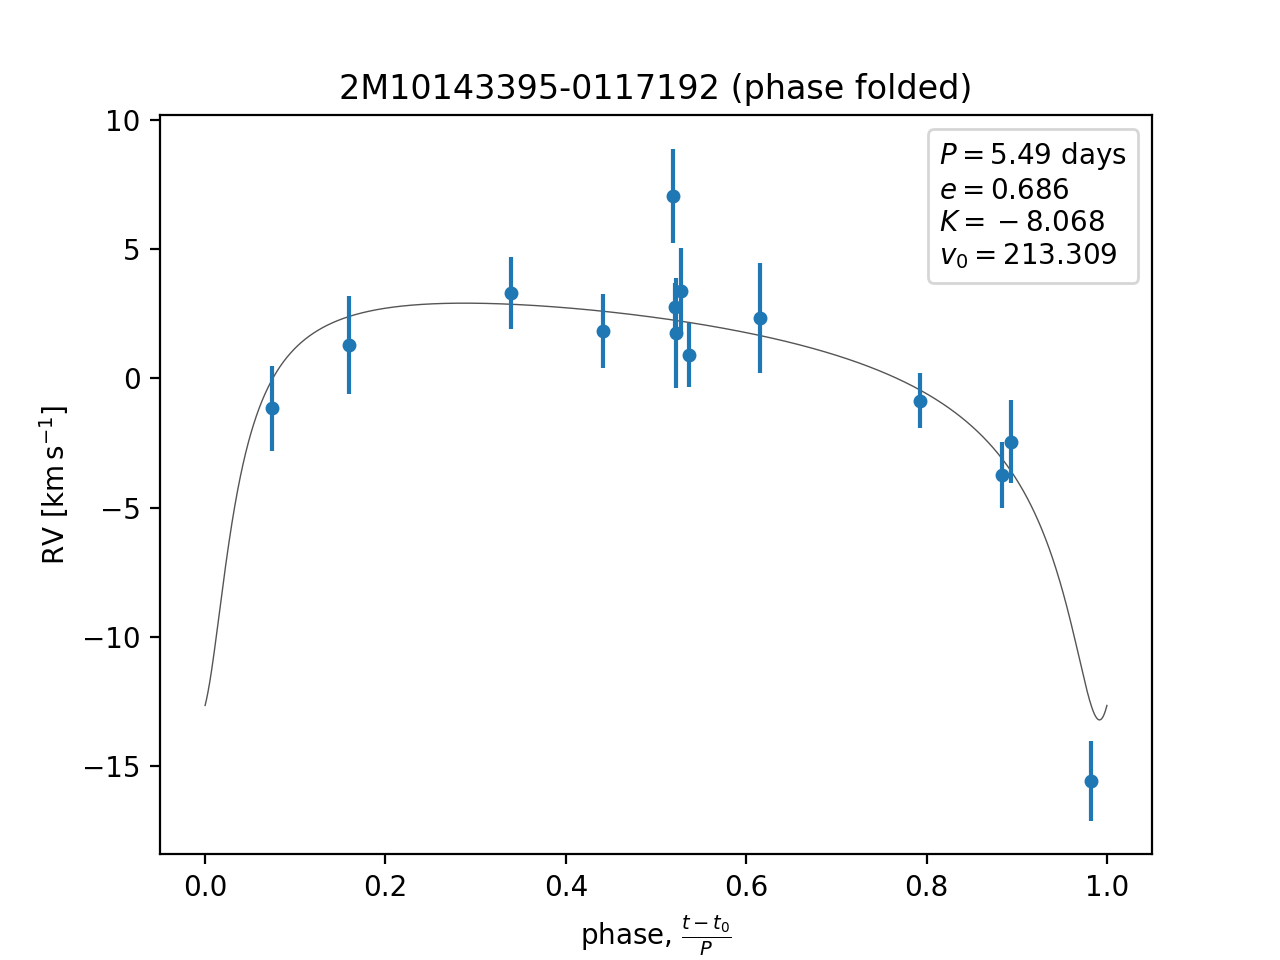 2M10143395-0117192 (phase folded)
P = 5.49 days
e = 0.686
K = −8.068
v₀ = 213.309
RV [km s⁻¹]
10
5
0
−5
−10
−15
0.0 0.2 0.4 0.6 0.8 1.0
phase, (t − t₀)/P